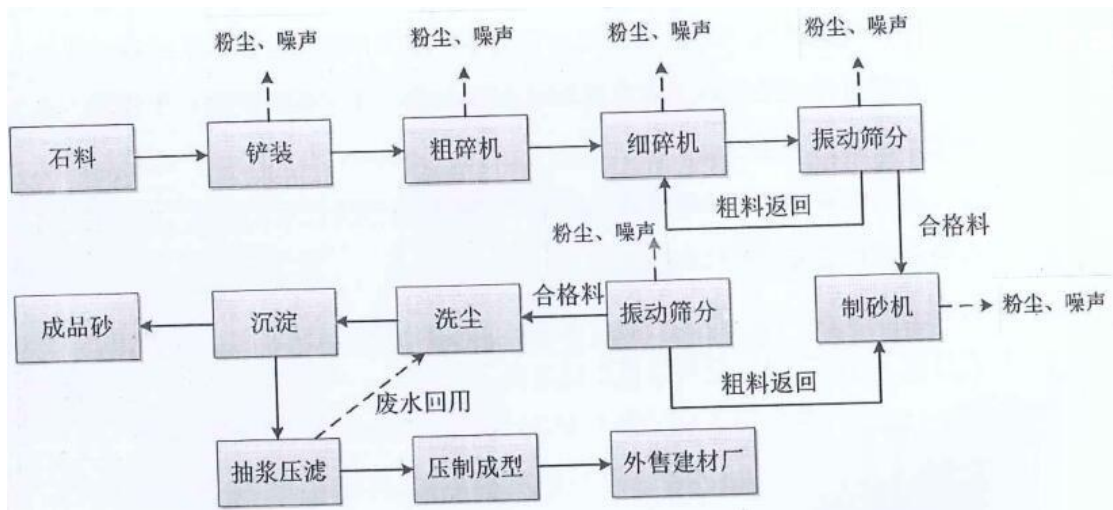 粉尘、噪声
粉尘、噪声
粉尘、噪声
粉尘、噪声
石料
铲装
粗碎机
细碎机
振动筛分
粗料返回
合格料
粉尘、噪声
成品砂
沉淀
洗尘
合格料
振动筛分
制砂机
粉尘、噪声
粗料返回
废水回用
抽浆压滤
压制成型
外售建材厂